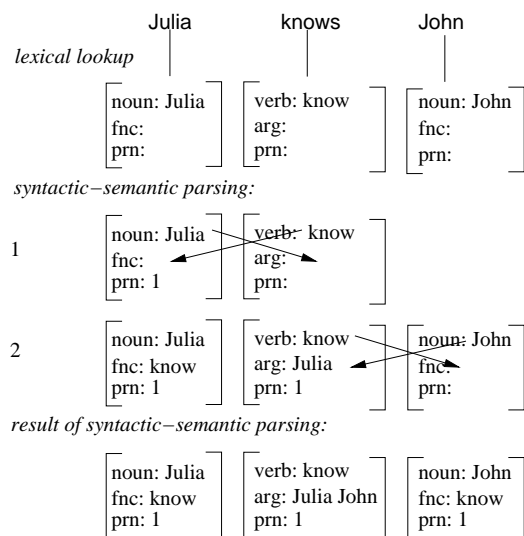 Julia knows John
lexical lookup
noun: Julia verb: know noun: John
fnc: arg: fnc:
prn: prn: prn:
syntactic−semantic parsing:
noun: Julia verb: know
1 fnc: arg:
prn: 1 prn:
noun: Julia verb: know noun: John
2 fnc: know arg: Julia fnc:
prn: 1 prn: 1 prn:
result of syntactic−semantic parsing:
noun: Julia verb: know noun: John
fnc: know arg: Julia John fnc: know
prn: 1 prn: 1 prn: 1